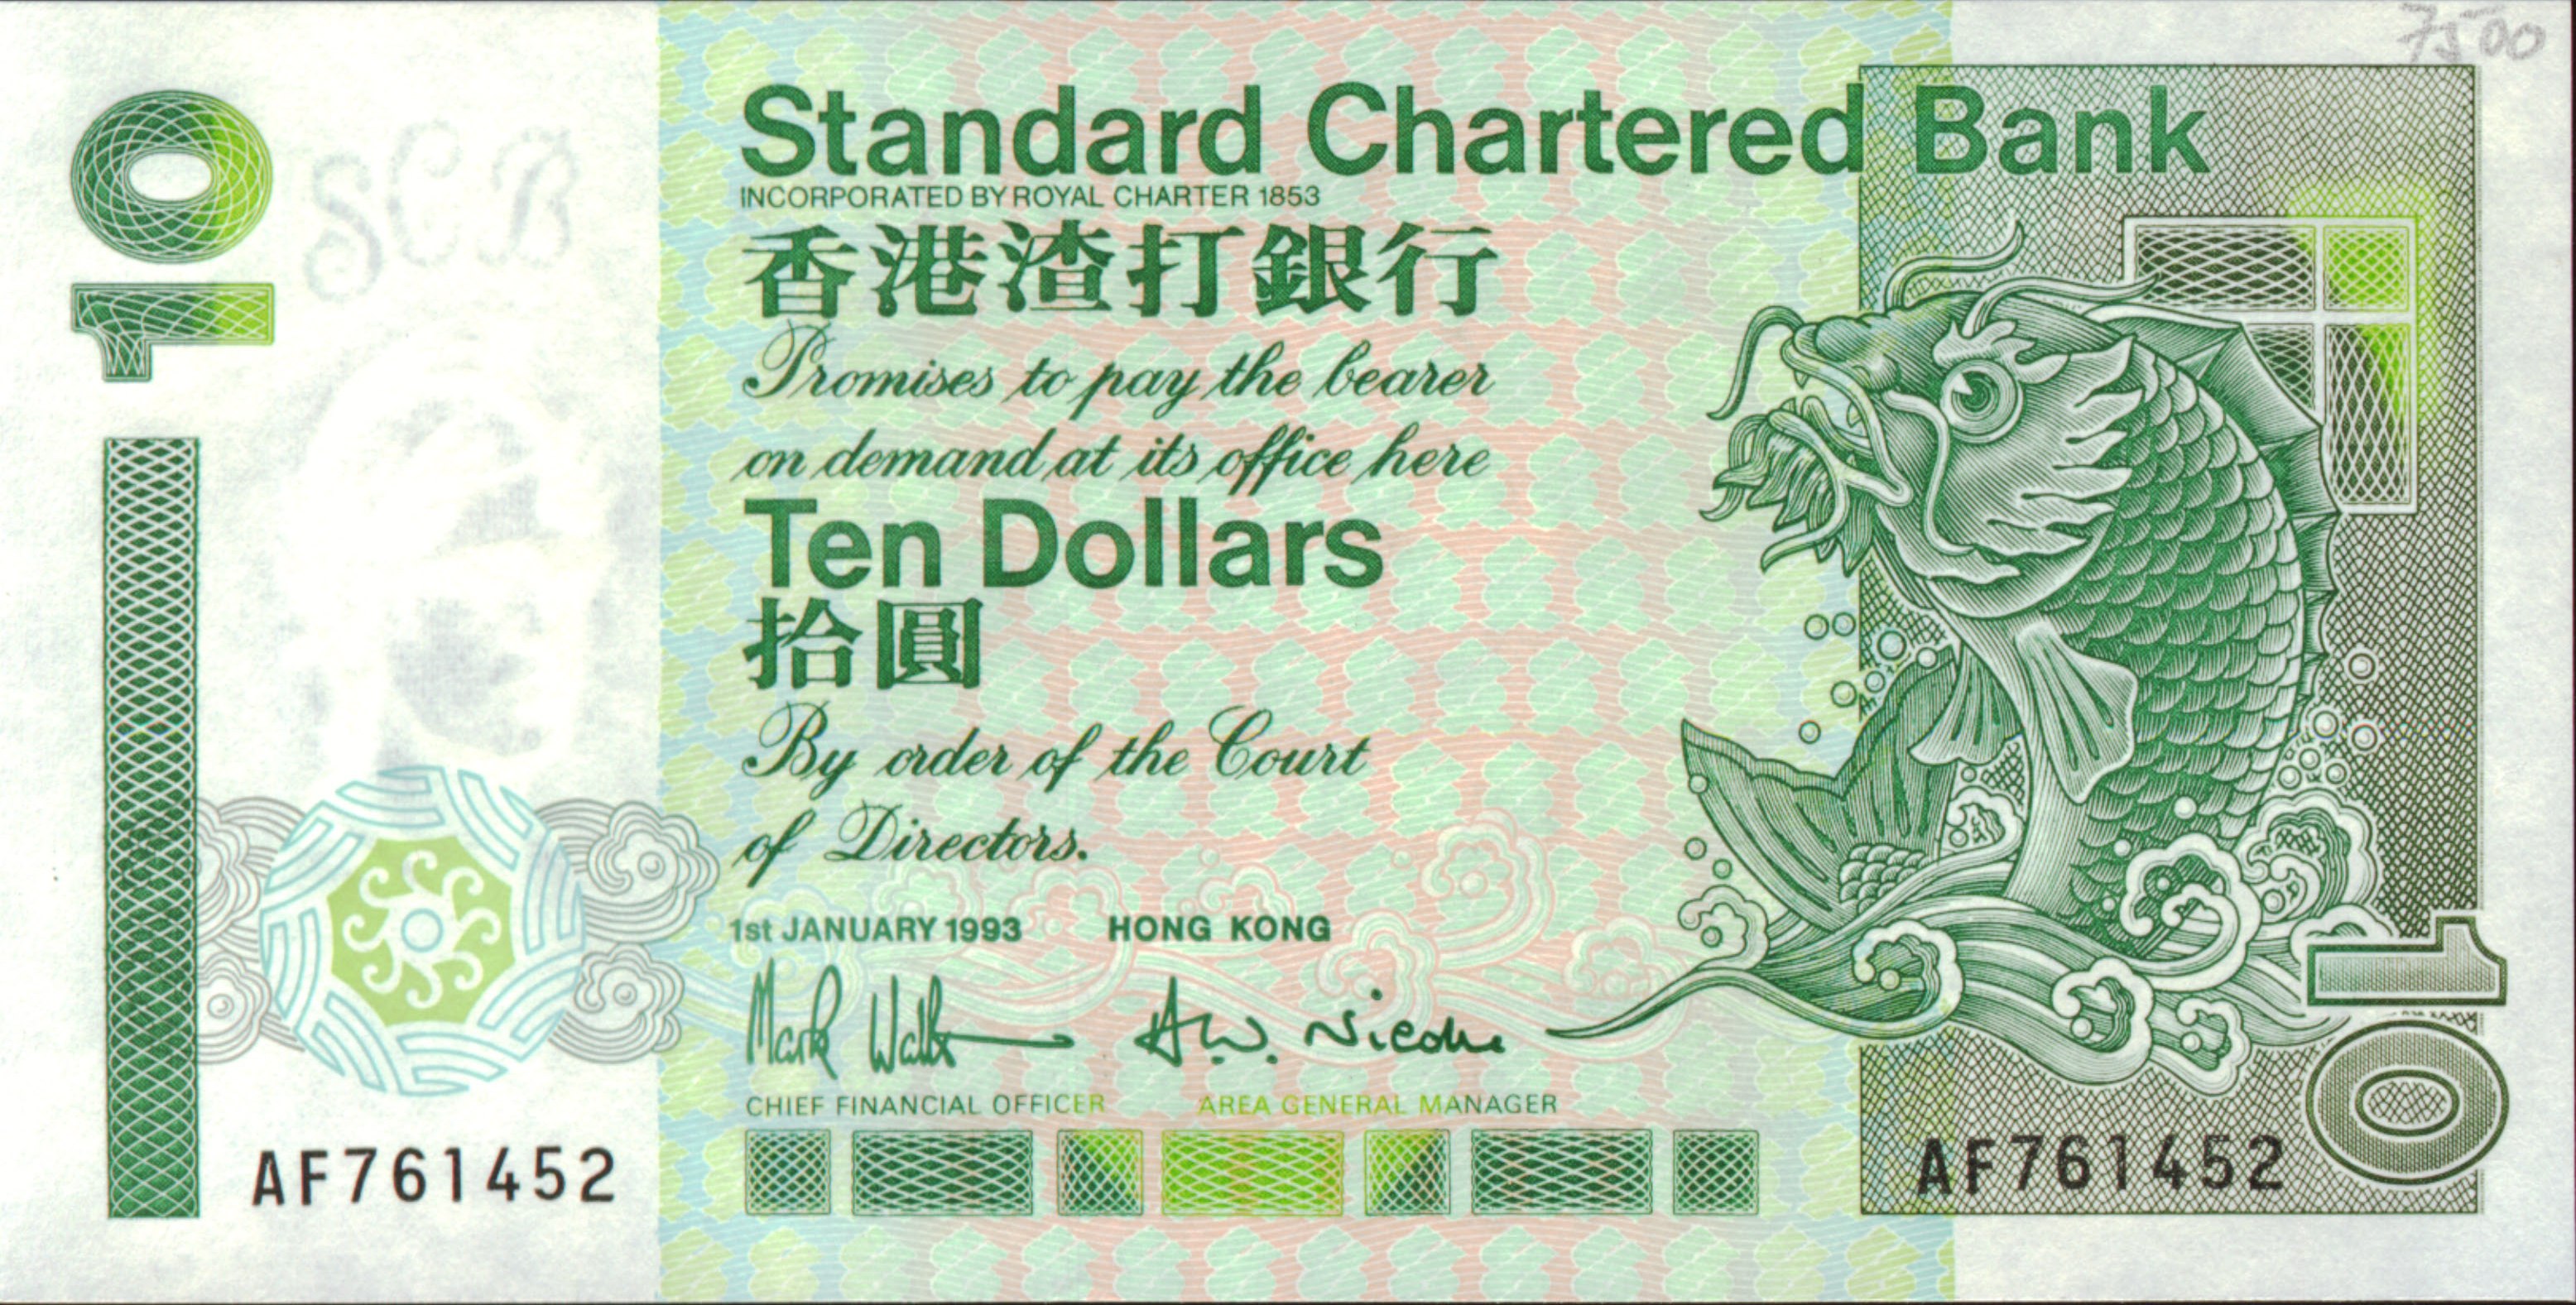 7500
10
SCB
Standard Chartered Bank
INCORPORATED BY ROYAL CHARTER 1853
香港渣打銀行
Promises to pay the bearer
on demand at its office here
Ten Dollars
拾圓
By order of the Court
of Directors.
1st JANUARY 1993 HONG KONG
CHIEF FINANCIAL OFFICER AREA GENERAL MANAGER
10
AF761452
AF761452